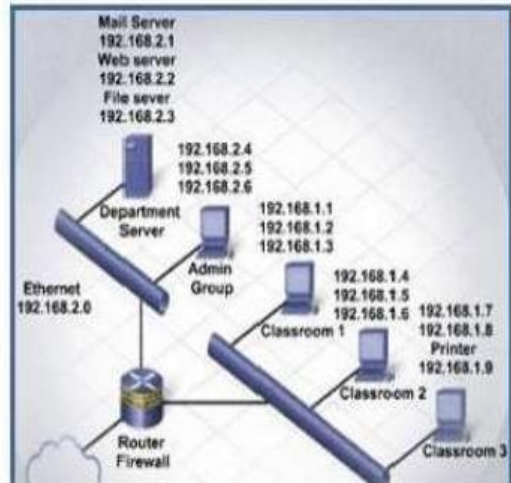 Mail Server
192.168.2.1
Web server
192.168.2.2
File sever
192.168.2.3
192.168.2.4
192.168.2.5
192.168.2.6
Department
Server
192.168.1.1
192.168.1.2
192.168.1.3
Admin
Group
Ethernet
192.168.2.0
192.168.1.4
192.168.1.5
192.168.1.6
Classroom 1
192.168.1.7
192.168.1.8
Printer
192.168.1.9
Classroom 2
Classroom 3
Router
Firewall